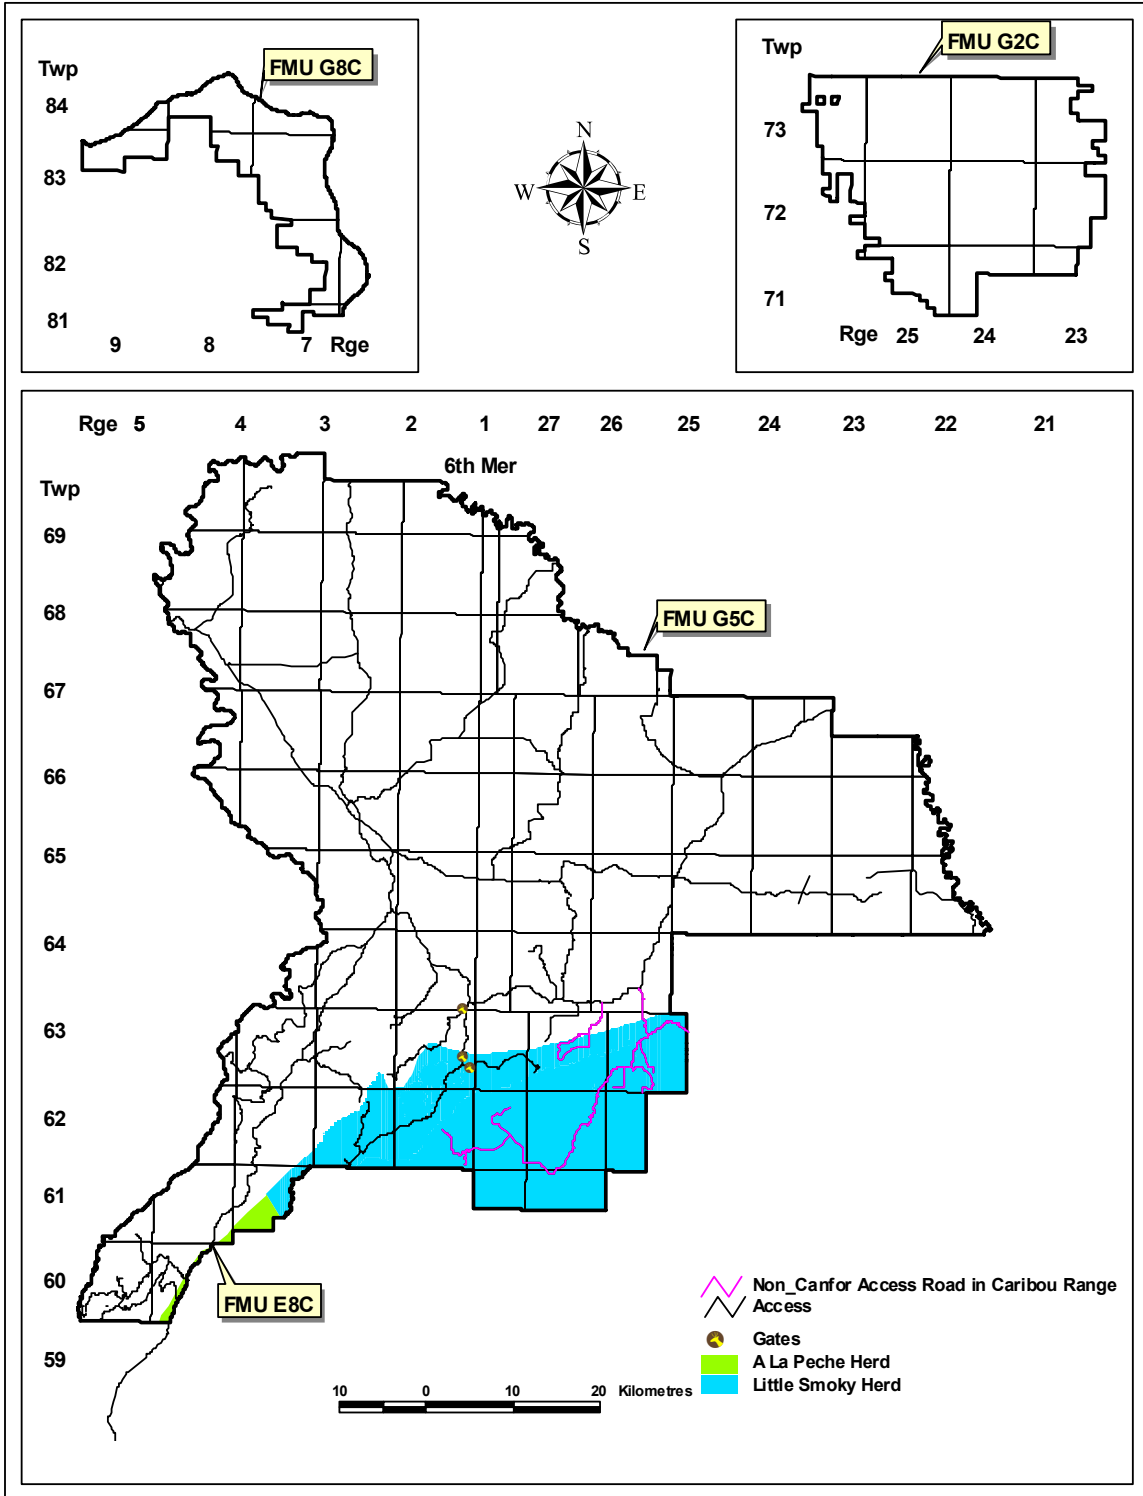 Twp
FMU G8C
84
83
82
81
9 8 7 Rge
N
W E
S
Twp
FMU G2C
73
72
71
Rge 25 24 23
Rge 5 4 3 2 1 27 26 25 24 23 22 21
6th Mer
Twp
69
68
FMU G5C
67
66
65
64
63
62
61
60
FMU E8C
59
Non_Canfor Access Road in Caribou Range
Access
Gates
A La Peche Herd
Little Smoky Herd
10 0 10 20 Kilometres